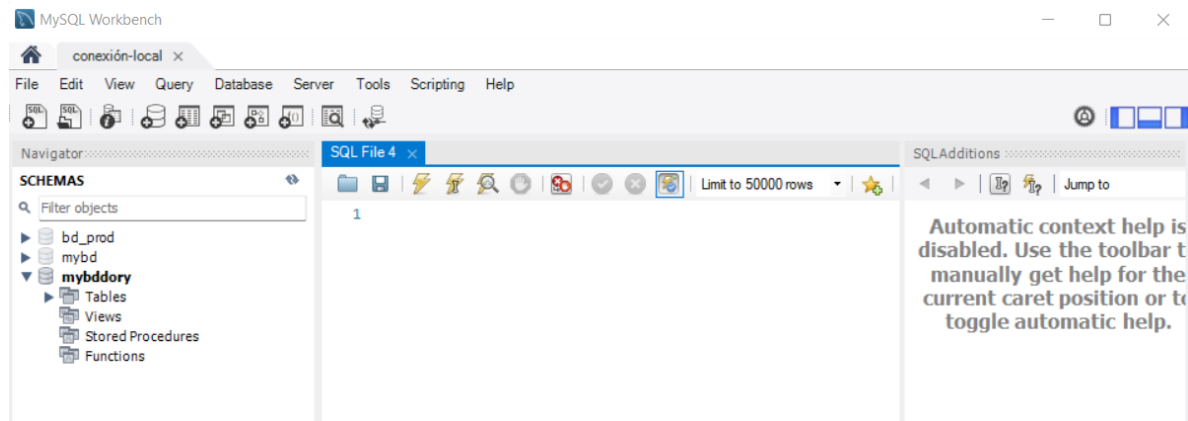 MySQL Workbench
conexión-local
File Edit View Query Database Server Tools Scripting Help
Navigator
SCHEMAS
Filter objects
bd_prod
mybd
mybddory
Tables
Views
Stored Procedures
Functions
SQL File 4
Limit to 50000 rows
1
SQLAdditions
Jump to
Automatic context help is
disabled. Use the toolbar t
manually get help for the
current caret position or to
toggle automatic help.